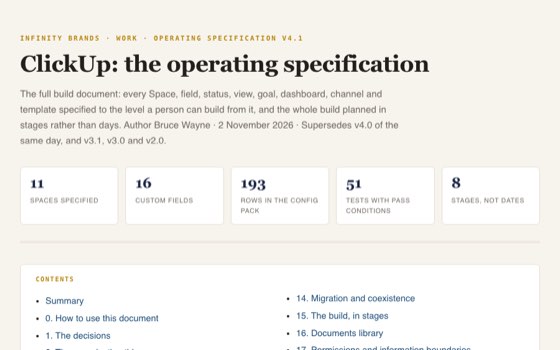 INFINITY BRANDS · WORK · OPERATING SPECIFICATION V4.1
ClickUp: the operating specification
The full build document: every Space, field, status, view, goal, dashboard, channel and
template specified to the level a person can build from it, and the whole build planned in
stages rather than days. Author Bruce Wayne · 2 November 2026 · Supersedes v4.0 of the
same day, and v3.1, v3.0 and v2.0.
11
SPACES SPECIFIED
16
CUSTOM FIELDS
193
ROWS IN THE CONFIG
PACK
51
TESTS WITH PASS
CONDITIONS
8
STAGES, NOT DATES
CONTENTS
• Summary
• 0. How to use this document
• 1. The decisions
• 14. Migration and coexistence
• 15. The build, in stages
• 16. Documents library
• 17. Permissions and information boundaries